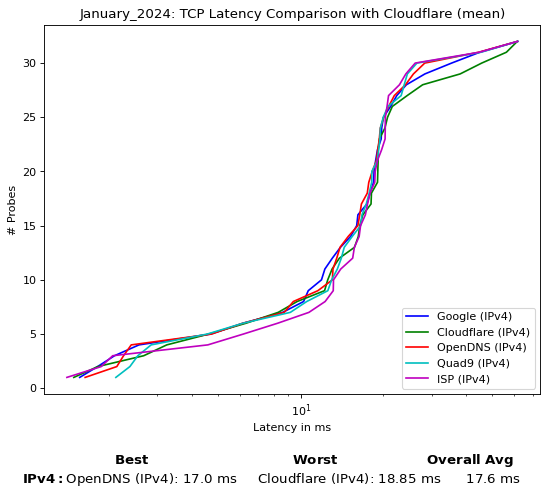 January_2024: TCP Latency Comparison with Cloudflare (mean)
# Probes
30
25
20
15
10
5
0
Google (IPv4)
Cloudflare (IPv4)
OpenDNS (IPv4)
Quad9 (IPv4)
ISP (IPv4)
10¹
Latency in ms
Best Worst Overall Avg
IPv4: OpenDNS (IPv4): 17.0 ms Cloudflare (IPv4): 18.85 ms 17.6 ms